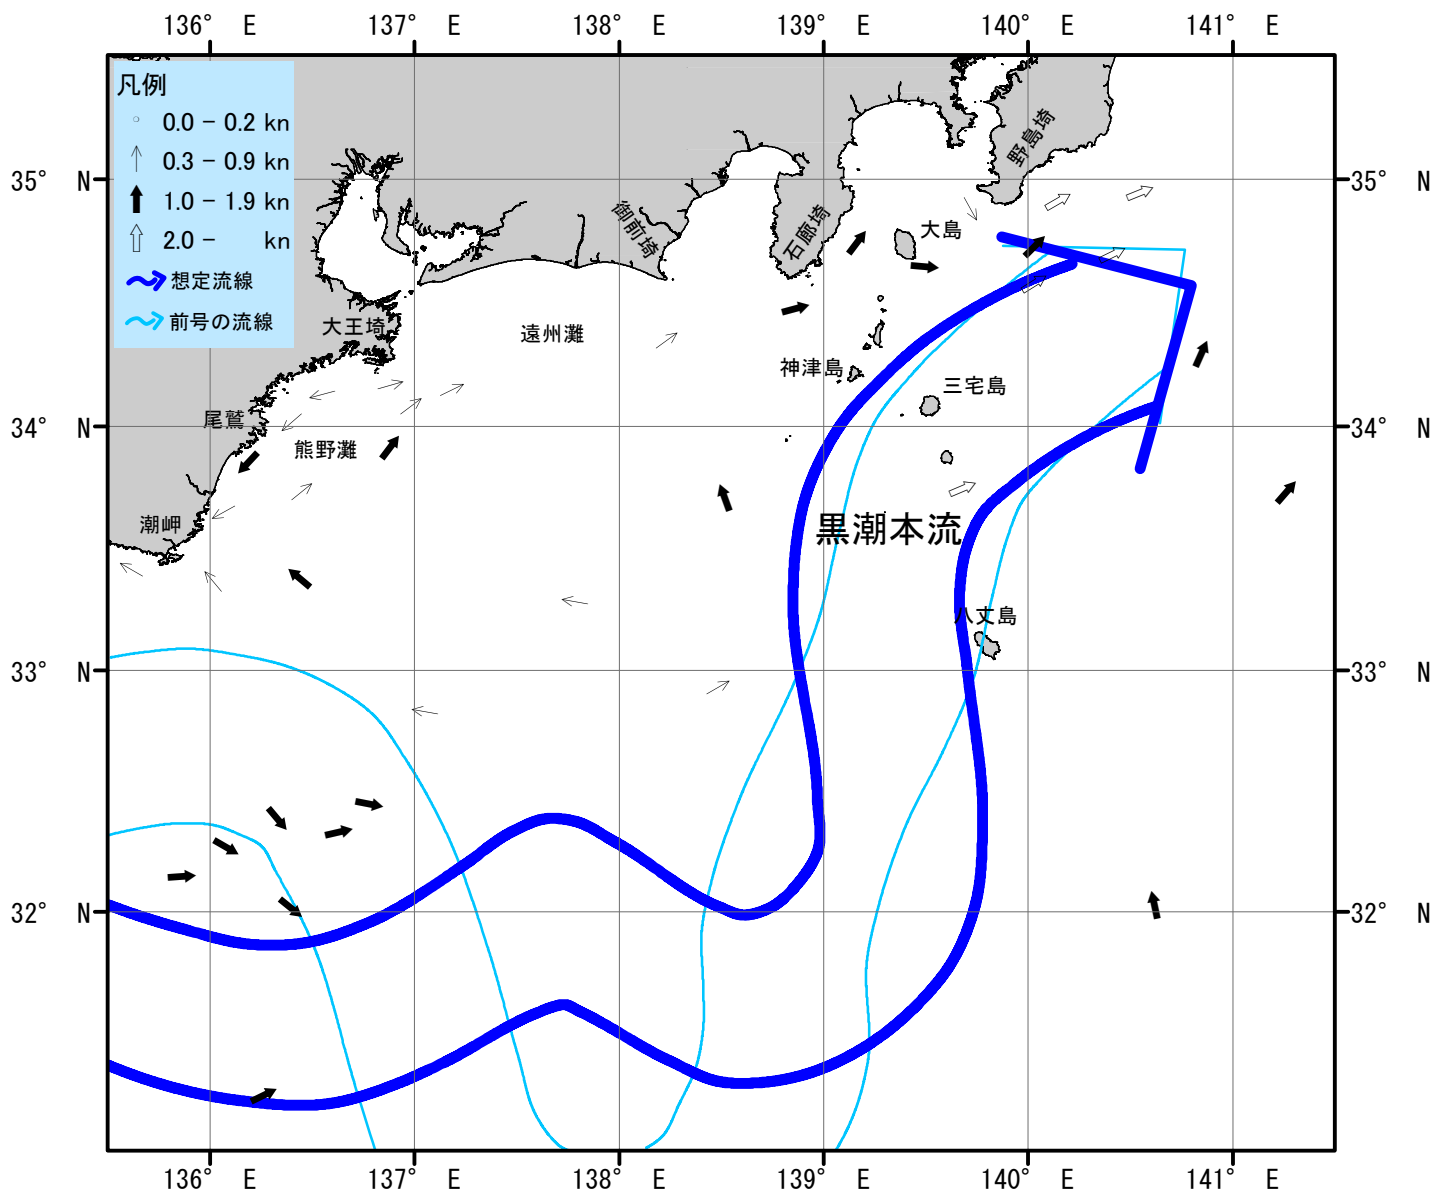 136° E 137° E 138° E 139° E 140° E 141° E
凡例
0.0 - 0.2 kn
0.3 - 0.9 kn
1.0 - 1.9 kn
2.0 - kn
想定流線
前号の流線
野島埼
35° N
35° N
御前埼
石廊埼
大島
大王埼
遠州灘
神津島
三宅島
尾鷲
34° N
34° N
熊野灘
潮岬
黒潮本流
八丈島
33° N
33° N
32° N
32° N
136° E 137° E 138° E 139° E 140° E 141° E